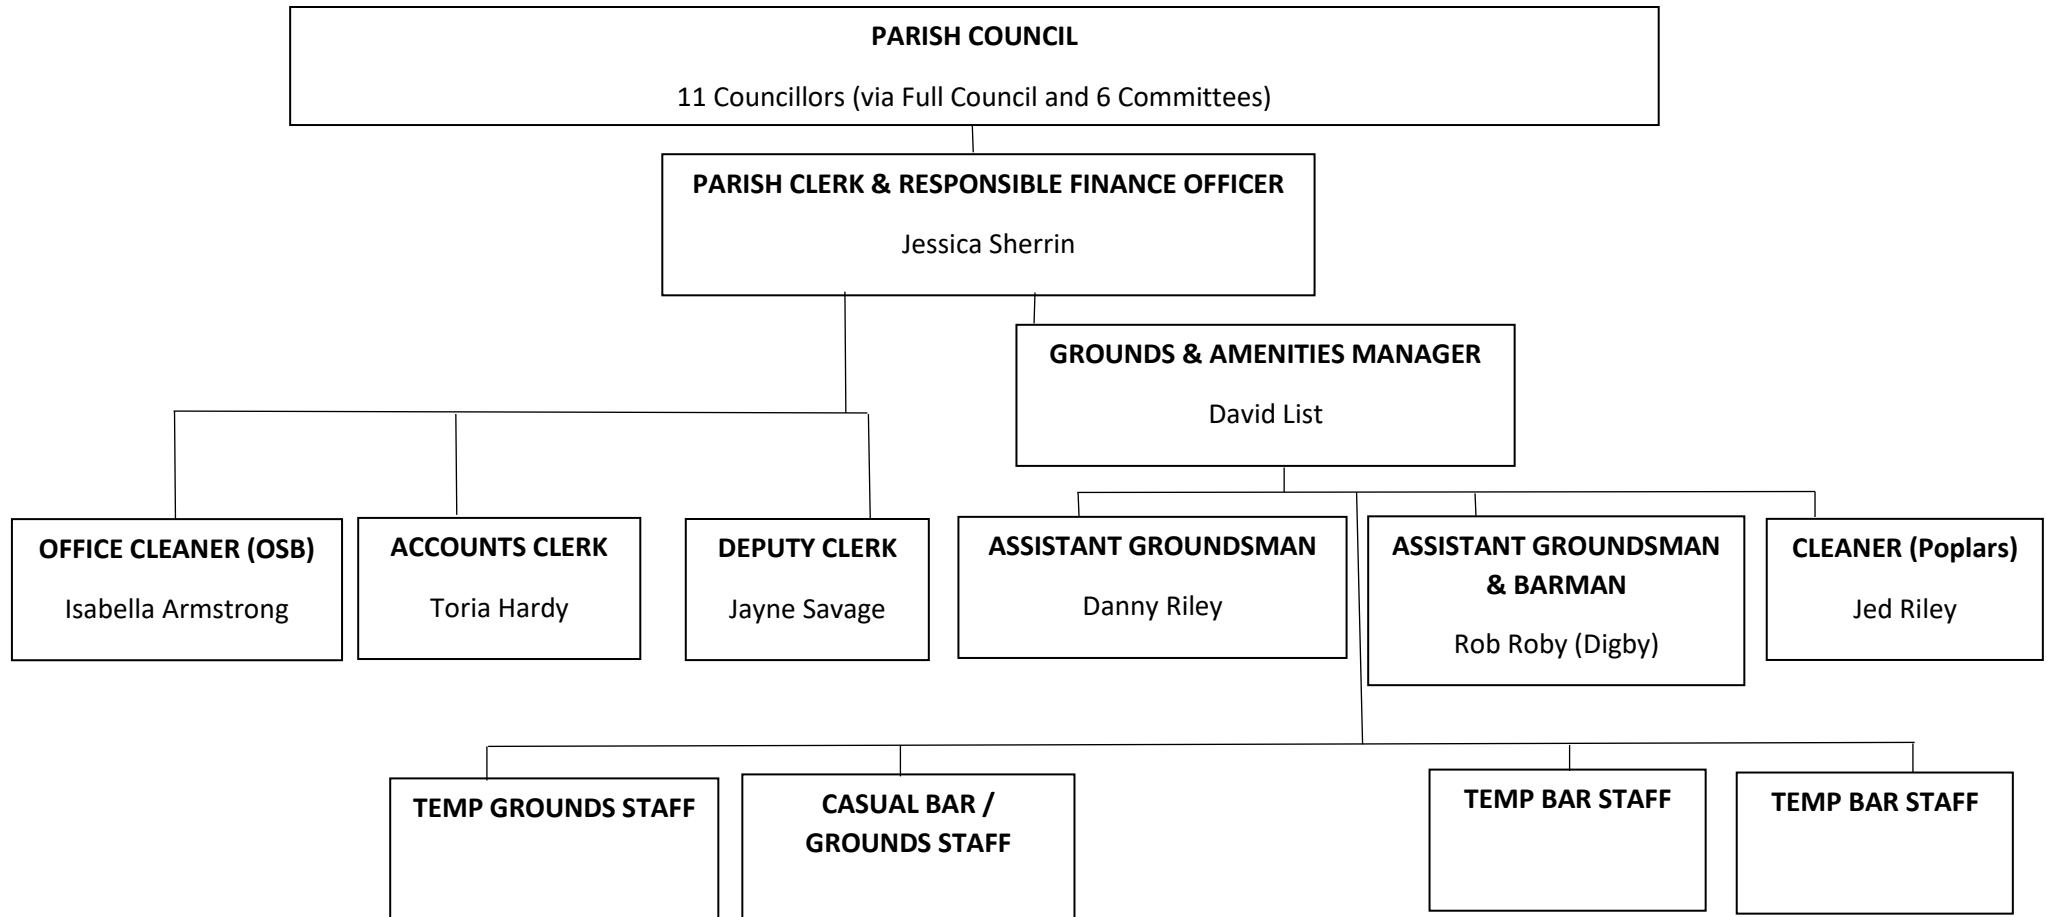 PARISH COUNCIL
11 Councillors (via Full Council and 6 Committees)
PARISH CLERK & RESPONSIBLE FINANCE OFFICER
Jessica Sherrin
GROUNDS & AMENITIES MANAGER
David List
OFFICE CLEANER (OSB)
Isabella Armstrong
ACCOUNTS CLERK
Toria Hardy
DEPUTY CLERK
Jayne Savage
ASSISTANT GROUNDSMAN
Danny Riley
ASSISTANT GROUNDSMAN
& BARMAN
Rob Roby (Digby)
CLEANER (Poplars)
Jed Riley
TEMP GROUNDS STAFF
CASUAL BAR /
GROUNDS STAFF
TEMP BAR STAFF
TEMP BAR STAFF